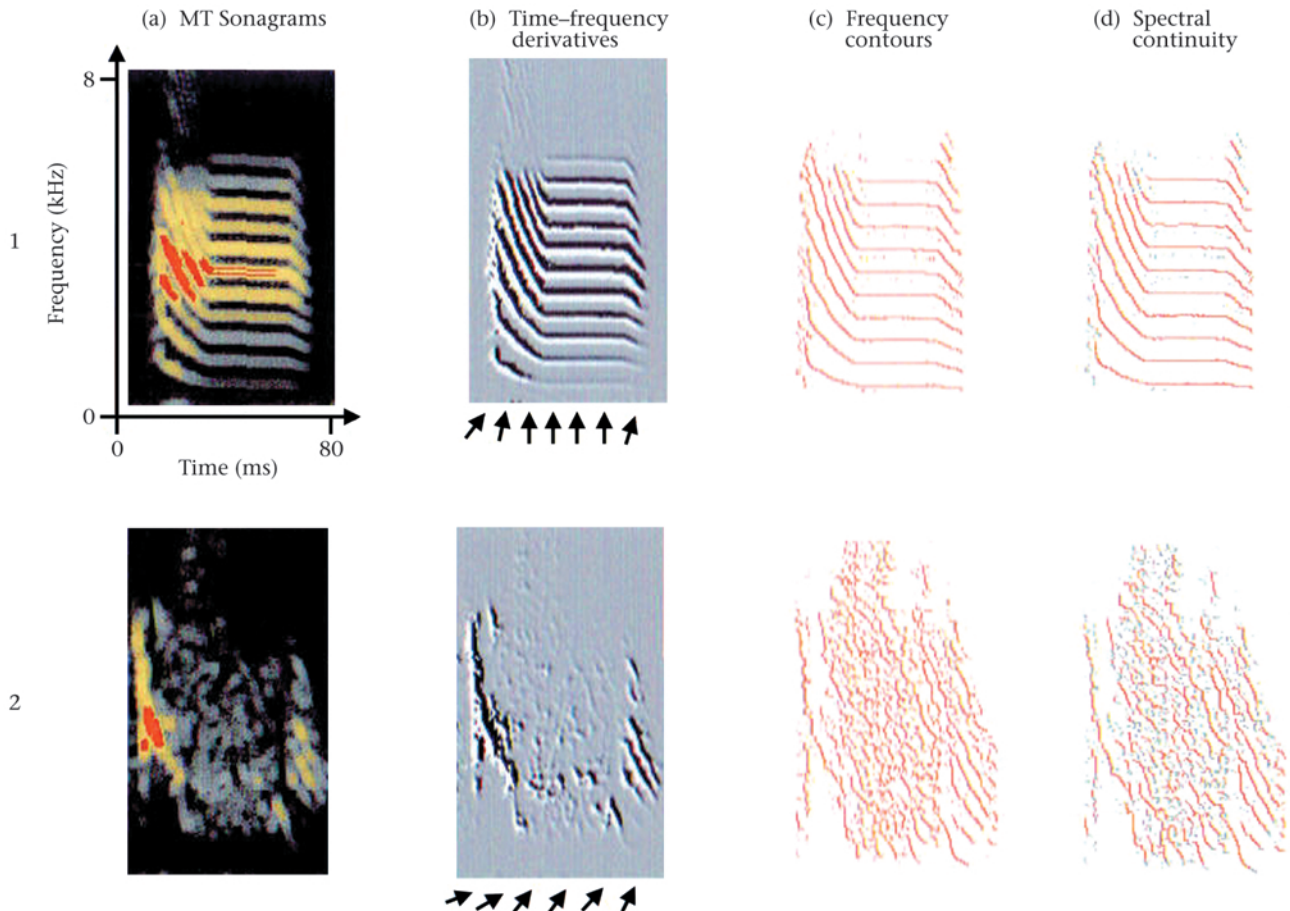 (a) MT Sonagrams
(b) Time–frequency
derivatives
(c) Frequency
contours
(d) Spectral
continuity
8
Frequency (kHz)
1
0
0
80
Time (ms)
2